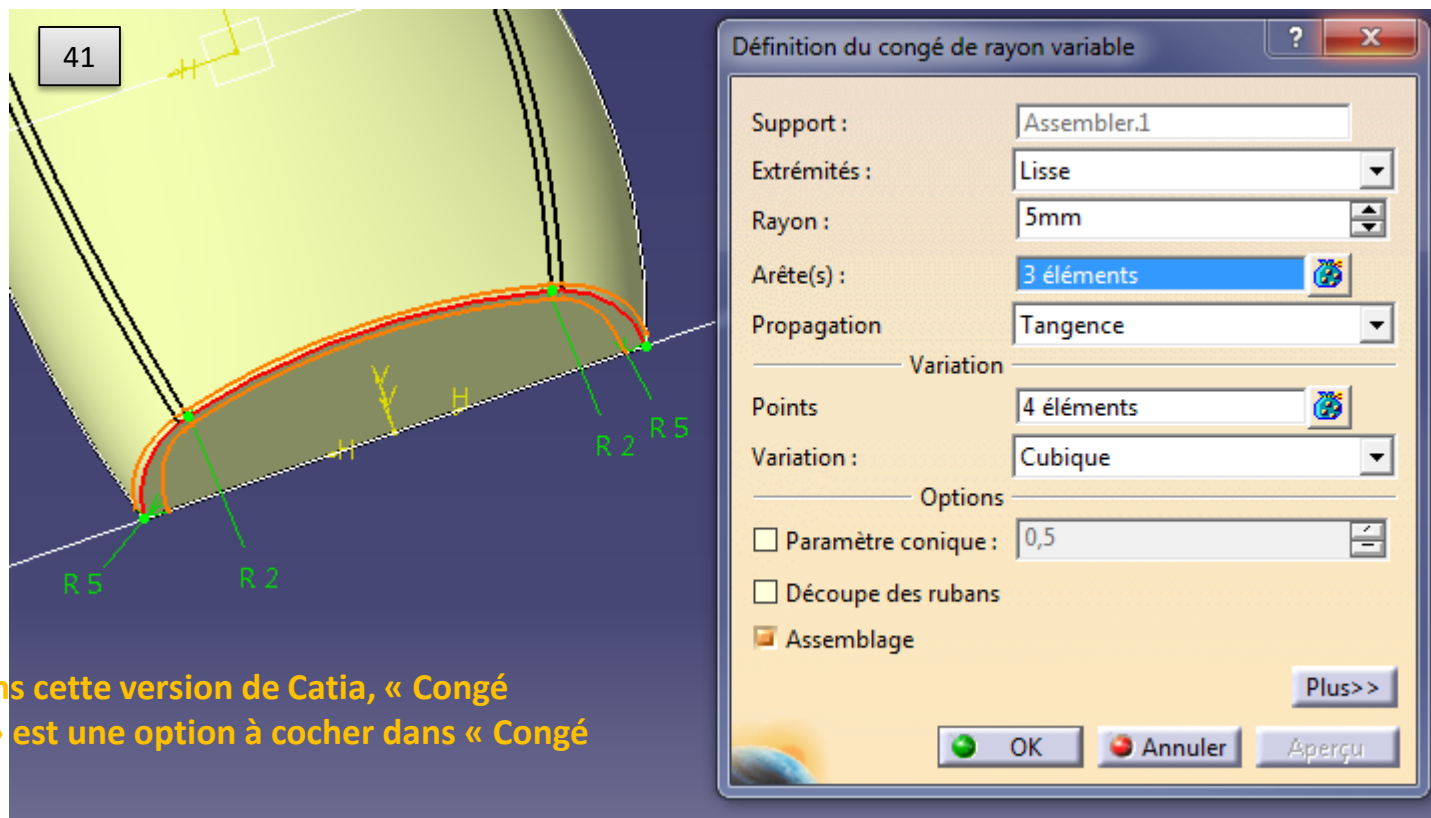 41
H
V
V
H
H
R 5
R 2
R 2
R 5
ns cette version de Catia, « Congé
» est une option à cocher dans « Congé
Définition du congé de rayon variable
?
X
Support : Assembler.1
Extrémités : Lisse
Rayon : 5mm
Arête(s) : 3 éléments
Propagation Tangence
Variation
Points 4 éléments
Variation : Cubique
Options
Paramètre conique : 0,5
Découpe des rubans
Assemblage
Plus>>
OK Annuler Aperçu